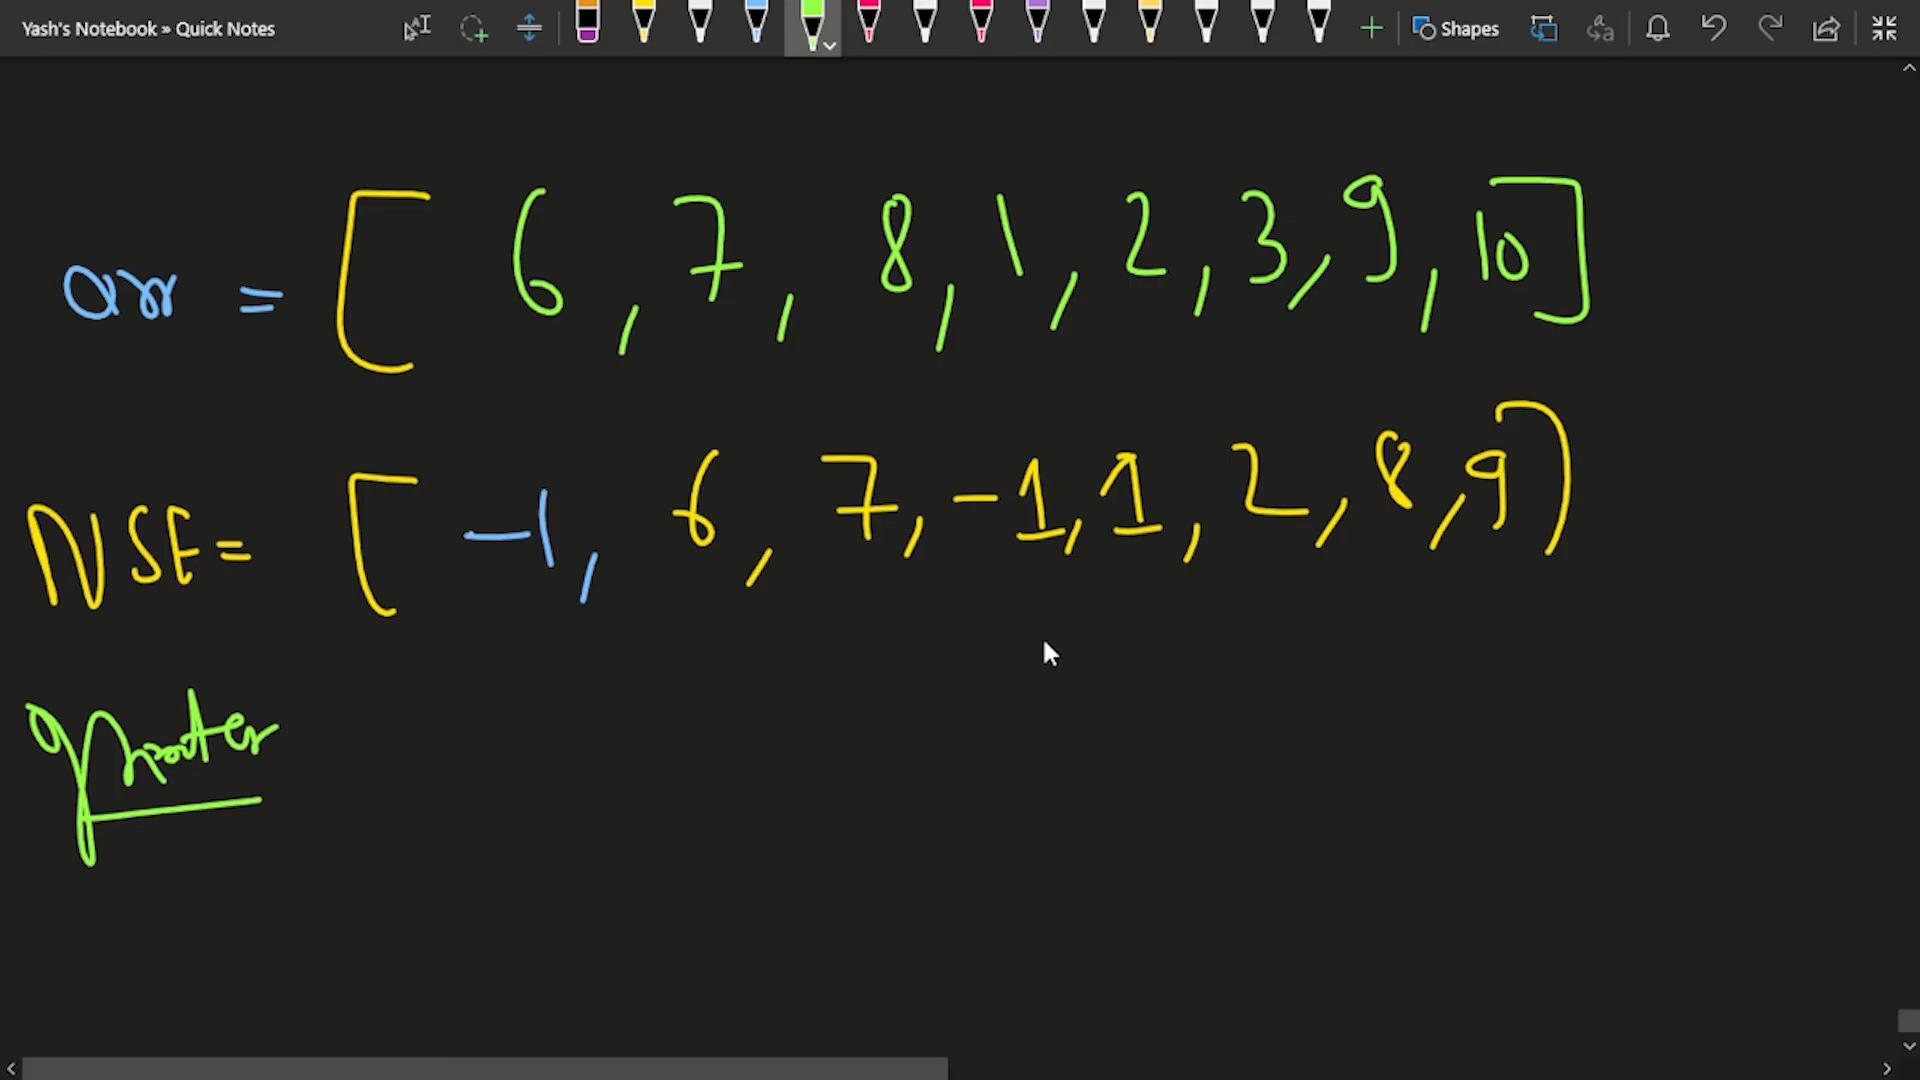 Yash's Notebook » Quick Notes
Shapes
arr = [ 6 , 7 , 8 , 1 , 2 , 3 , 9 , 10 ]
NSE = [ -1 , 6 , 7 , -1 , 1 , 2 , 8 , 9 )